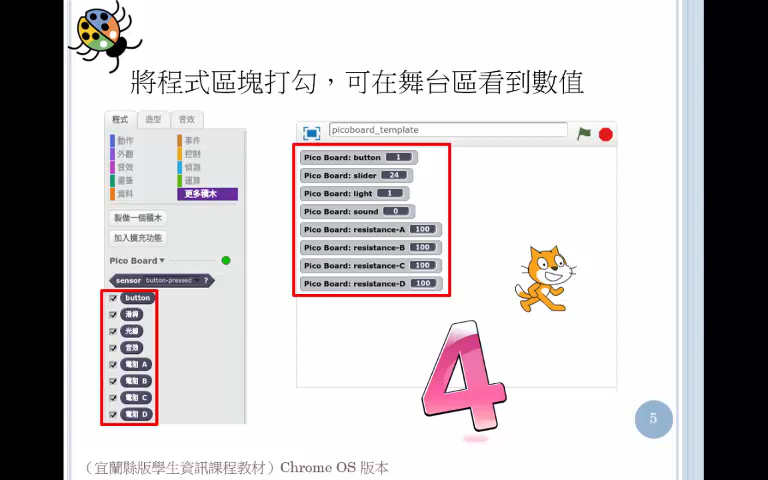 將程式區塊打勾，可在舞台區看到數值
程式 造型 音效
動作 事件
外觀 控制
音效 偵測
畫筆 運算
資料 更多積木
製做一個積木
加入擴充功能
Pico Board
sensor button-pressed ?
button
滑桿
光線
音效
電阻 A
電阻 B
電阻 C
電阻 D
picoboard_template
Pico Board: button 1
Pico Board: slider 24
Pico Board: light 1
Pico Board: sound 0
Pico Board: resistance-A 100
Pico Board: resistance-B 100
Pico Board: resistance-C 100
Pico Board: resistance-D 100
4
5
（宜蘭縣版學生資訊課程教材）Chrome OS 版本